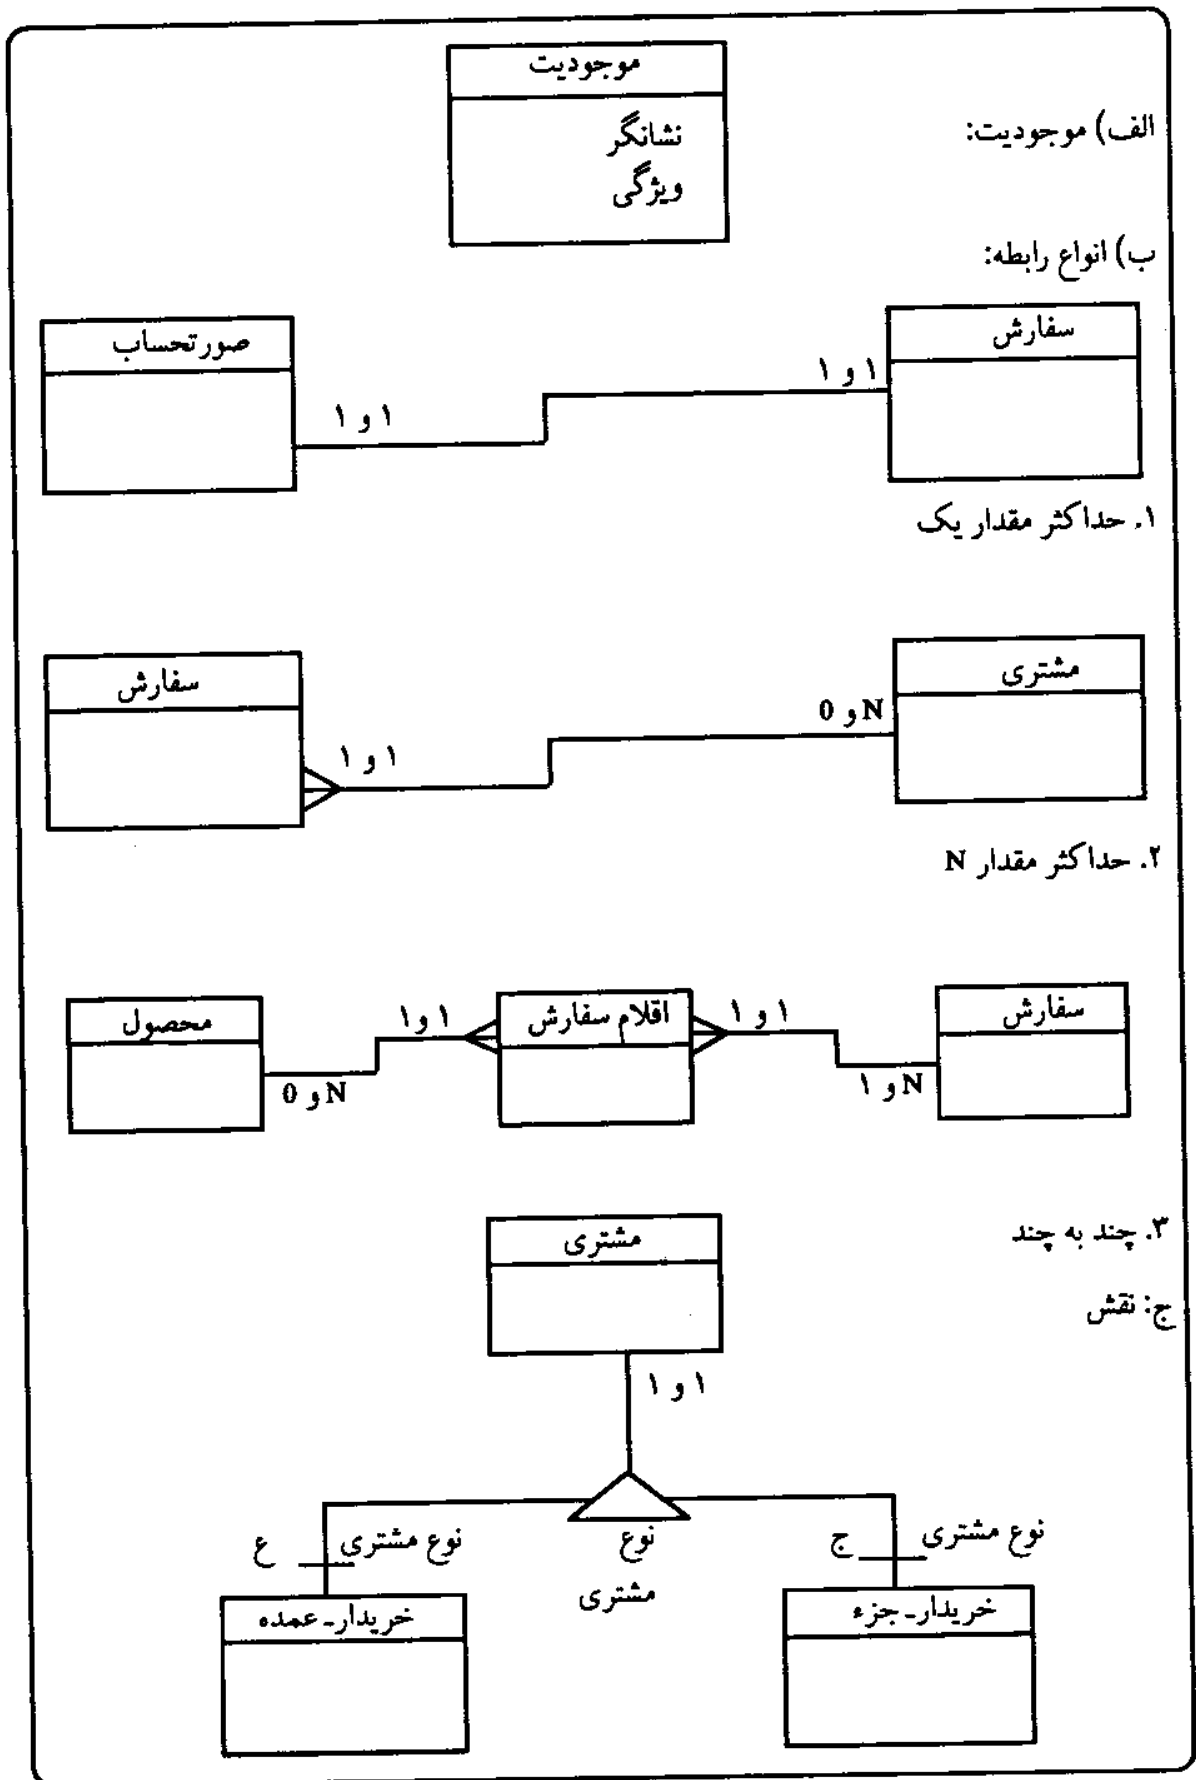 موجودیت
الف) موجودیت:
نشانگر
ویژگی
ب) انواع رابطه:
سفارش
صورتحساب
۱ و ۱
۱ و ۱
۱. حداکثر مقدار یک
مشتری
سفارش
0 و N
۱ و ۱
۲. حداکثر مقدار N
سفارش
اقلام سفارش
محصول
۱ و ۱
۱ و ۱
۱ و N
0 و N
۳. چند به چند
مشتری
ج: نقش
۱ و ۱
نوع مشتری
ج
نوع
مشتری
نوع مشتری
ع
خریدار-جزء
خریدار-عمده